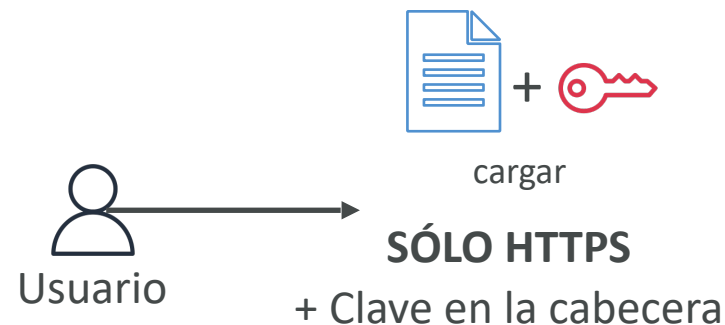 +
cargar
SÓLO HTTPS
Usuario
+ Clave en la cabecera